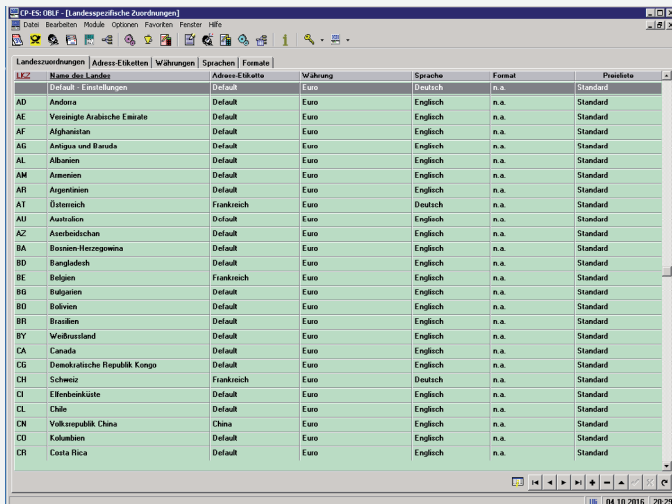 CP-ES: OBLF - [Landesspezifische Zuordnungen]
Datei Bearbeiten Module Optionen Favoriten Fenster Hilfe
Landeszuordnungen Adress-Etiketten Währungen Sprachen Formate
LKZ Name des Landes Adress-Etikette Währung Sprache Format Preisliste
Default - Einstellungen Default Euro Deutsch n.a. Standard
AD Andorra Default Euro Englisch n.a. Standard
AE Vereinigte Arabische Emirate Default Euro Englisch n.a. Standard
AF Afghanistan Default Euro Englisch n.a. Standard
AG Antigua und Baruda Default Euro Englisch n.a. Standard
AL Albanien Default Euro Englisch n.a. Standard
AM Armenien Default Euro Englisch n.a. Standard
AR Argentinien Default Euro Englisch n.a. Standard
AT Österreich Frankreich Euro Deutsch n.a. Standard
AU Australien Default Euro Englisch n.a. Standard
AZ Aserbeidschan Default Euro Englisch n.a. Standard
BA Bosnien-Herzegowina Default Euro Englisch n.a. Standard
BD Bangladesh Default Euro Englisch n.a. Standard
BE Belgien Frankreich Euro Englisch n.a. Standard
BG Bulgarien Default Euro Englisch n.a. Standard
BO Bolivien Default Euro Englisch n.a. Standard
BR Brasilien Default Euro Englisch n.a. Standard
BY Weißrussland Default Euro Englisch n.a. Standard
CA Canada Default Euro Englisch n.a. Standard
CG Demokratische Republik Kongo Default Euro Englisch n.a. Standard
CH Schweiz Frankreich Euro Deutsch n.a. Standard
CI Elfenbeinküste Default Euro Englisch n.a. Standard
CL Chile Default Euro Englisch n.a. Standard
CN Volksrepublik China China Euro Englisch n.a. Standard
CO Kolumbien Default Euro Englisch n.a. Standard
CR Costa Rica Default Euro Englisch n.a. Standard
Uli 04.10.2016 20:29